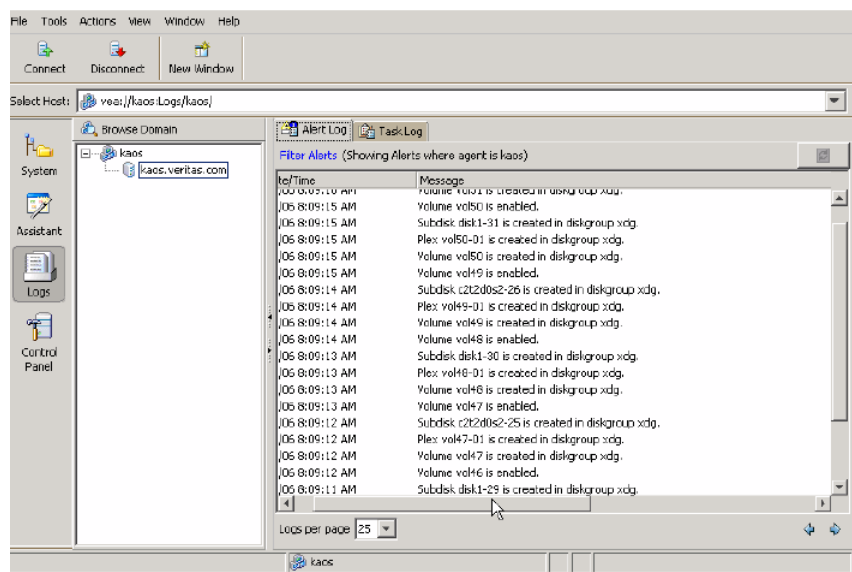 File Tools Actions View Window Help
Connect Disconnect New Window
Select Host: vea://kaos:Logs/kaos/
System
Assistant
Logs
Control
Panel
Browse Domain
kaos
kaos.veritas.com
Alert Log Task Log
Filter Alerts (Showing Alerts where agent is kaos)
te/Time Message
/06 8:09:16 AM Volume vol51 is created in diskgroup xdg.
/06 8:09:15 AM Volume vol50 is enabled.
/06 8:09:15 AM Subdisk disk1-31 is created in diskgroup xdg.
/06 8:09:15 AM Plex vol50-01 is created in diskgroup xdg.
/06 8:09:15 AM Volume vol50 is created in diskgroup xdg.
/06 8:09:15 AM Volume vol49 is enabled.
/06 8:09:14 AM Subdisk c2t2d0s2-26 is created in diskgroup xdg.
/06 8:09:14 AM Plex vol49-01 is created in diskgroup xdg.
/06 8:09:14 AM Volume vol49 is created in diskgroup xdg.
/06 8:09:14 AM Volume vol48 is enabled.
/06 8:09:13 AM Subdisk disk1-30 is created in diskgroup xdg.
/06 8:09:13 AM Plex vol48-01 is created in diskgroup xdg.
/06 8:09:13 AM Volume vol48 is created in diskgroup xdg.
/06 8:09:13 AM Volume vol47 is enabled.
/06 8:09:12 AM Subdisk c2t2d0s2-25 is created in diskgroup xdg.
/06 8:09:12 AM Plex vol47-01 is created in diskgroup xdg.
/06 8:09:12 AM Volume vol47 is created in diskgroup xdg.
/06 8:09:12 AM Volume vol46 is enabled.
/06 8:09:11 AM Subdisk disk1-29 is created in diskgroup xdg.
Logs per page 25
kaos